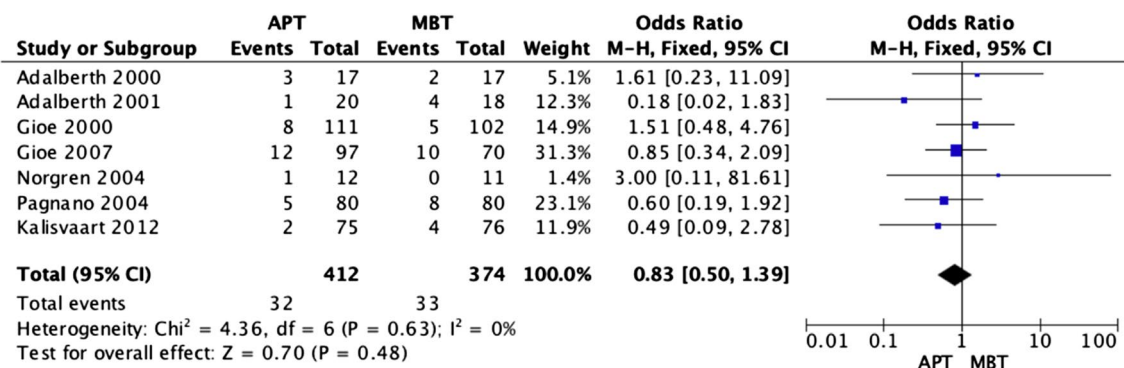 APT MBT Odds Ratio Odds Ratio
Study or Subgroup Events Total Events Total Weight M-H, Fixed, 95% CI M-H, Fixed, 95% CI
Adalberth 2000 3 17 2 17 5.1% 1.61 [0.23, 11.09]
Adalberth 2001 1 20 4 18 12.3% 0.18 [0.02, 1.83]
Gioe 2000 8 111 5 102 14.9% 1.51 [0.48, 4.76]
Gioe 2007 12 97 10 70 31.3% 0.85 [0.34, 2.09]
Norgren 2004 1 12 0 11 1.4% 3.00 [0.11, 81.61]
Pagnano 2004 5 80 8 80 23.1% 0.60 [0.19, 1.92]
Kalisvaart 2012 2 75 4 76 11.9% 0.49 [0.09, 2.78]
Total (95% CI) 412 374 100.0% 0.83 [0.50, 1.39]
Total events 32 33
Heterogeneity: Chi² = 4.36, df = 6 (P = 0.63); I² = 0%
Test for overall effect: Z = 0.70 (P = 0.48)
0.01 0.1 1 10 100
APT MBT